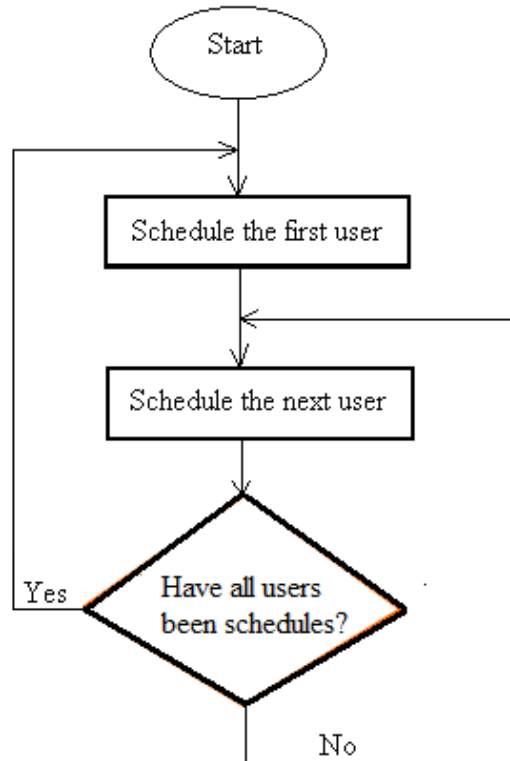 Start
Schedule the first user
Schedule the next user
Have all users
been schedules?
Yes
No